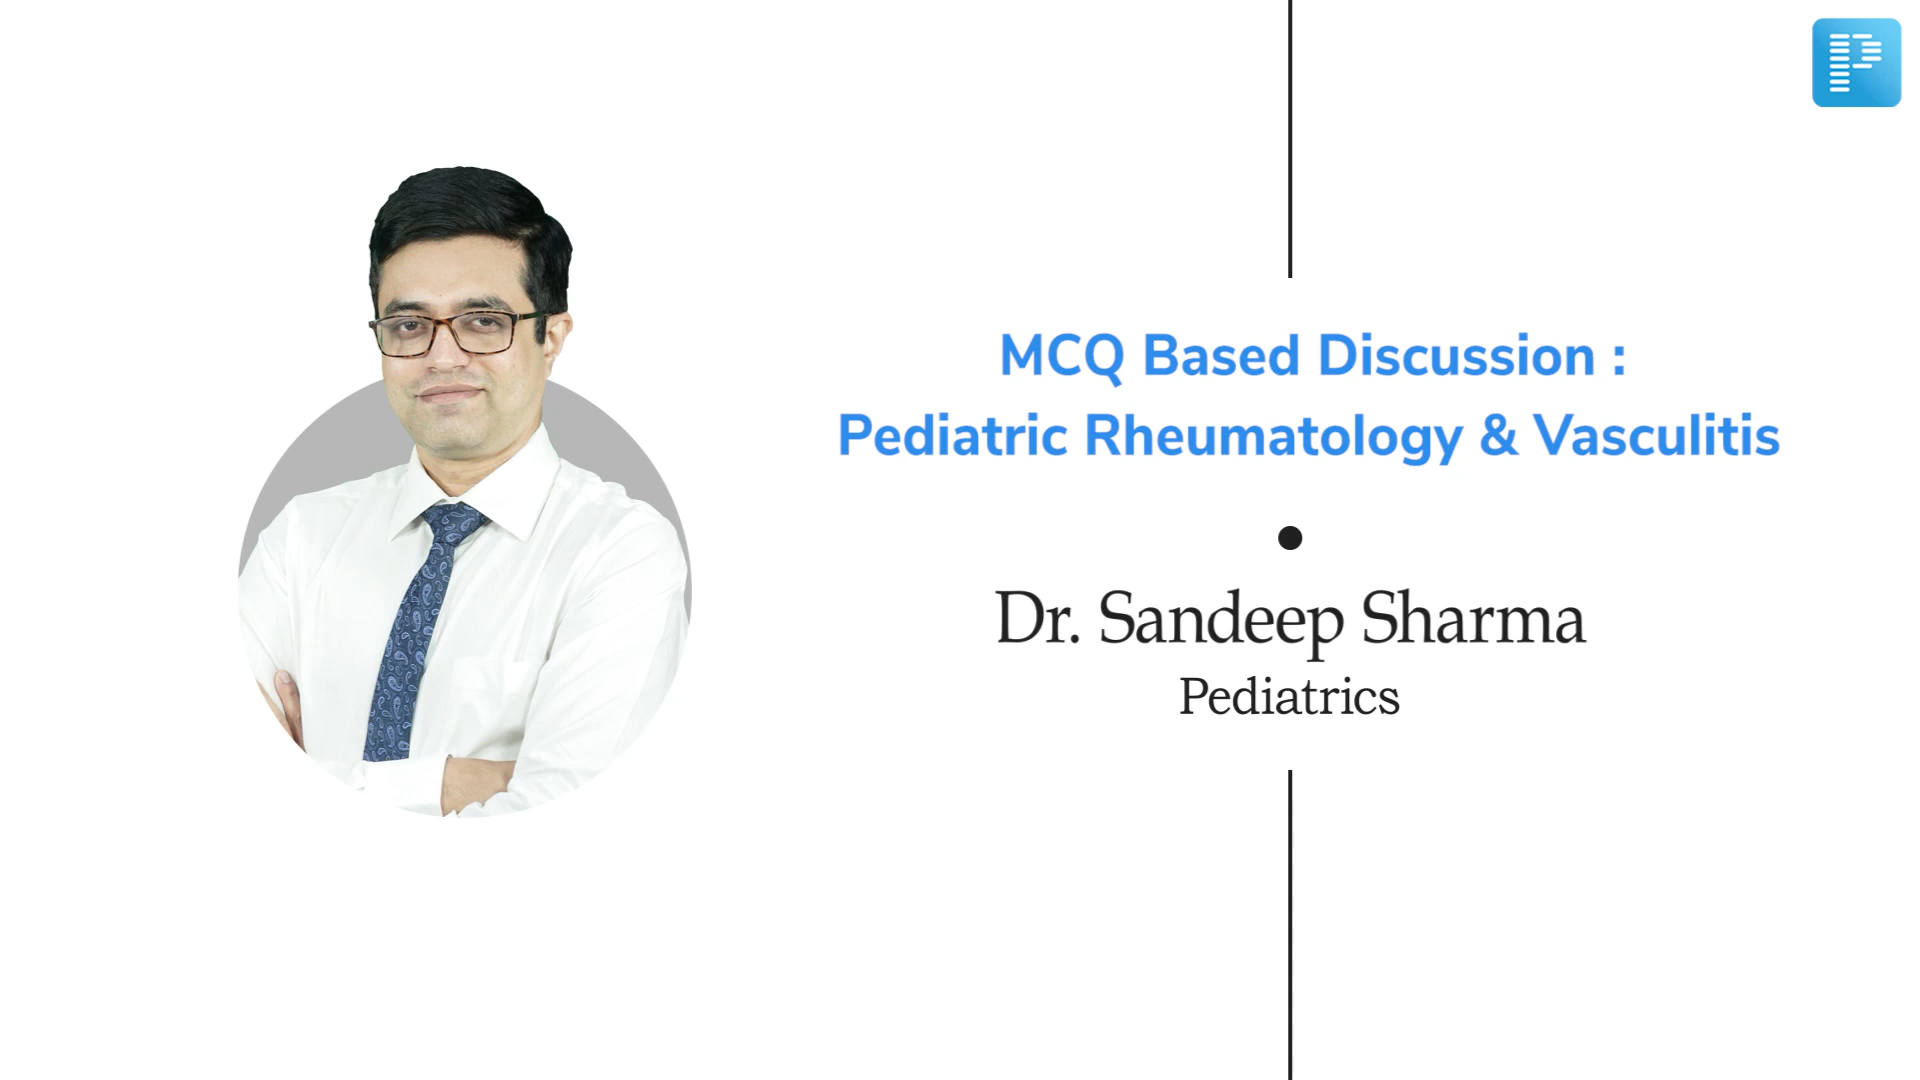 MCQ Based Discussion :
Pediatric Rheumatology & Vasculitis
Dr. Sandeep Sharma
Pediatrics